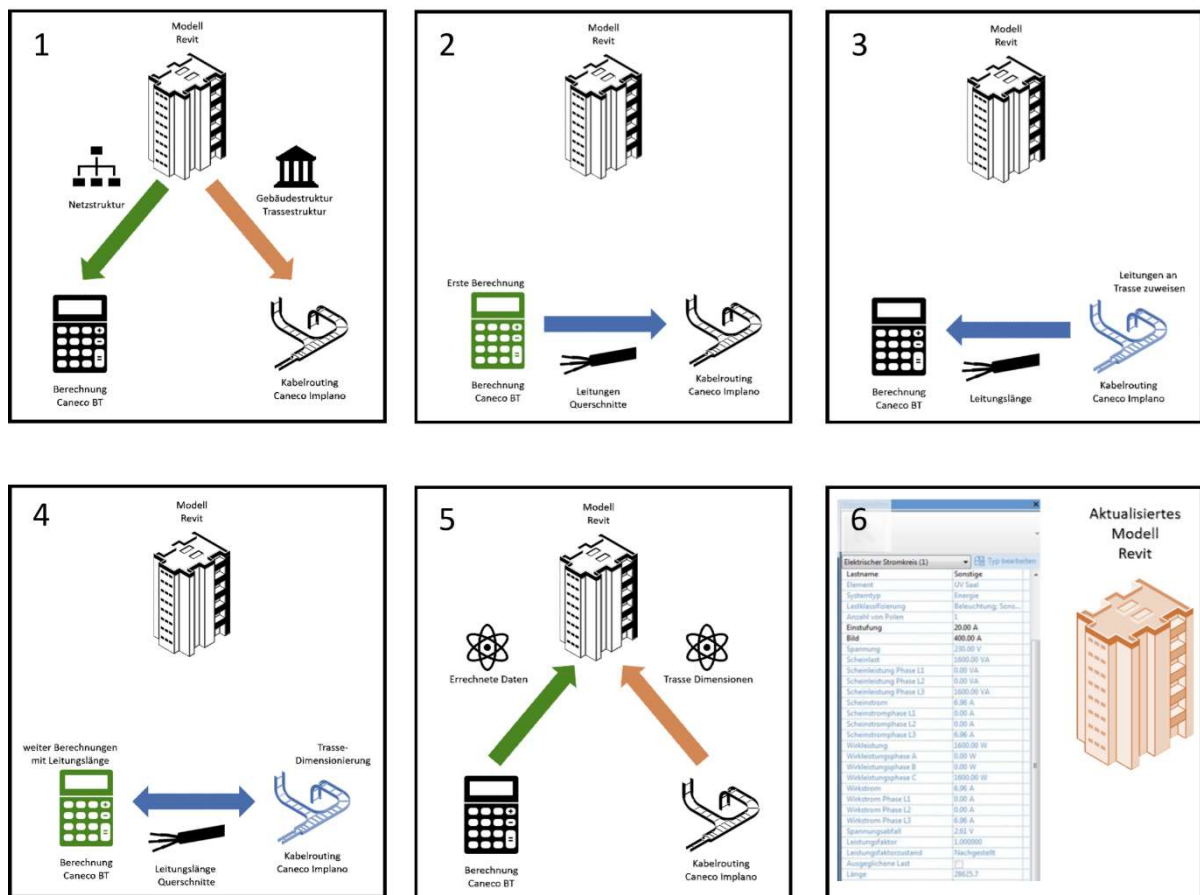 1
Modell
Revit
Netzstruktur
Gebäudestruktur
Trassestruktur
Berechnung
Caneco BT
Kabelrouting
Caneco Implano
2
Modell
Revit
Erste Berechnung
Berechnung
Caneco BT
Leitungen
Querschnitte
Kabelrouting
Caneco Implano
3
Modell
Revit
Leitungen an
Trasse zuweisen
Berechnung
Caneco BT
Leitungslänge
Kabelrouting
Caneco Implano
4
Modell
Revit
weiter Berechnungen
mit Leitungslänge
Trasse-
Dimensionierung
Berechnung
Caneco BT
Leitungslänge
Querschnitte
Kabelrouting
Caneco Implano
5
Modell
Revit
Errechnete Daten
Trasse Dimensionen
Berechnung
Caneco BT
Kabelrouting
Caneco Implano
6
Aktualisiertes
Modell
Revit
Elektrischer Stromkreis (1) Typ bearbeiten
Lastname Sonstige
Element UV Saal
Systemtyp Energie
Lastklassifizierung Beleuchtung; Sons...
Anzahl von Polen 1
Einstufung 20.00 A
Bild 400.00 A
Spannung 230.00 V
Scheinlast 1600.00 VA
Scheinleistung Phase L1 0.00 VA
Scheinleistung Phase L2 0.00 VA
Scheinleistung Phase L3 1600.00 VA
Scheinstrom 6.96 A
Scheinstromphase L1 0.00 A
Scheinstromphase L2 0.00 A
Scheinstromphase L3 6.96 A
Wirkleistung 1600.00 W
Wirkleistungsphase A 0.00 W
Wirkleistungsphase B 0.00 W
Wirkleistungsphase C 1600.00 W
Wirkstrom 6.96 A
Wirkstrom Phase L1 0.00 A
Wirkstrom Phase L2 0.00 A
Wirkstrom Phase L3 6.96 A
Spannungsabfall 2.61 V
Leistungsfaktor 1.000000
Leistungsfaktorzustand Nachgestellt
Ausgeglichene Last
Länge 28625.7